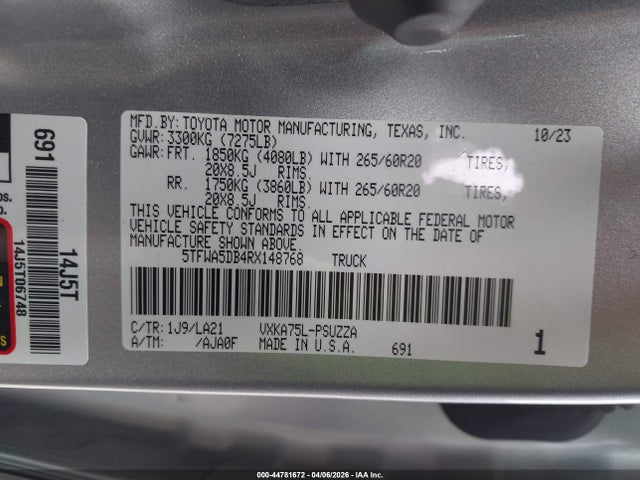 MFD.BY: TOYOTA MOTOR MANUFACTURING, TEXAS, INC. 10/23
GVWR: 3300KG (7275LB)
GAWR: FRT. 1850KG (4080LB) WITH 265/60R20 TIRES,
20X8.5J RIMS.
RR. 1750KG (3860LB) WITH 265/60R20 TIRES,
20X8.5J RIMS.
THIS VEHICLE CONFORMS TO ALL APPLICABLE FEDERAL MOTOR
VEHICLE SAFETY STANDARDS IN EFFECT ON THE DATE OF
MANUFACTURE SHOWN ABOVE.
5TFWA5DB4RX148768 TRUCK
C/TR: 1J9/LA21 VXKA75L-PSUZZA
A/TM: /AJA0F MADE IN U.S.A. 691 1
691
14J5T
14J5T06748
bs.
o.
000-44781672 - 04/06/2026 - IAA Inc.